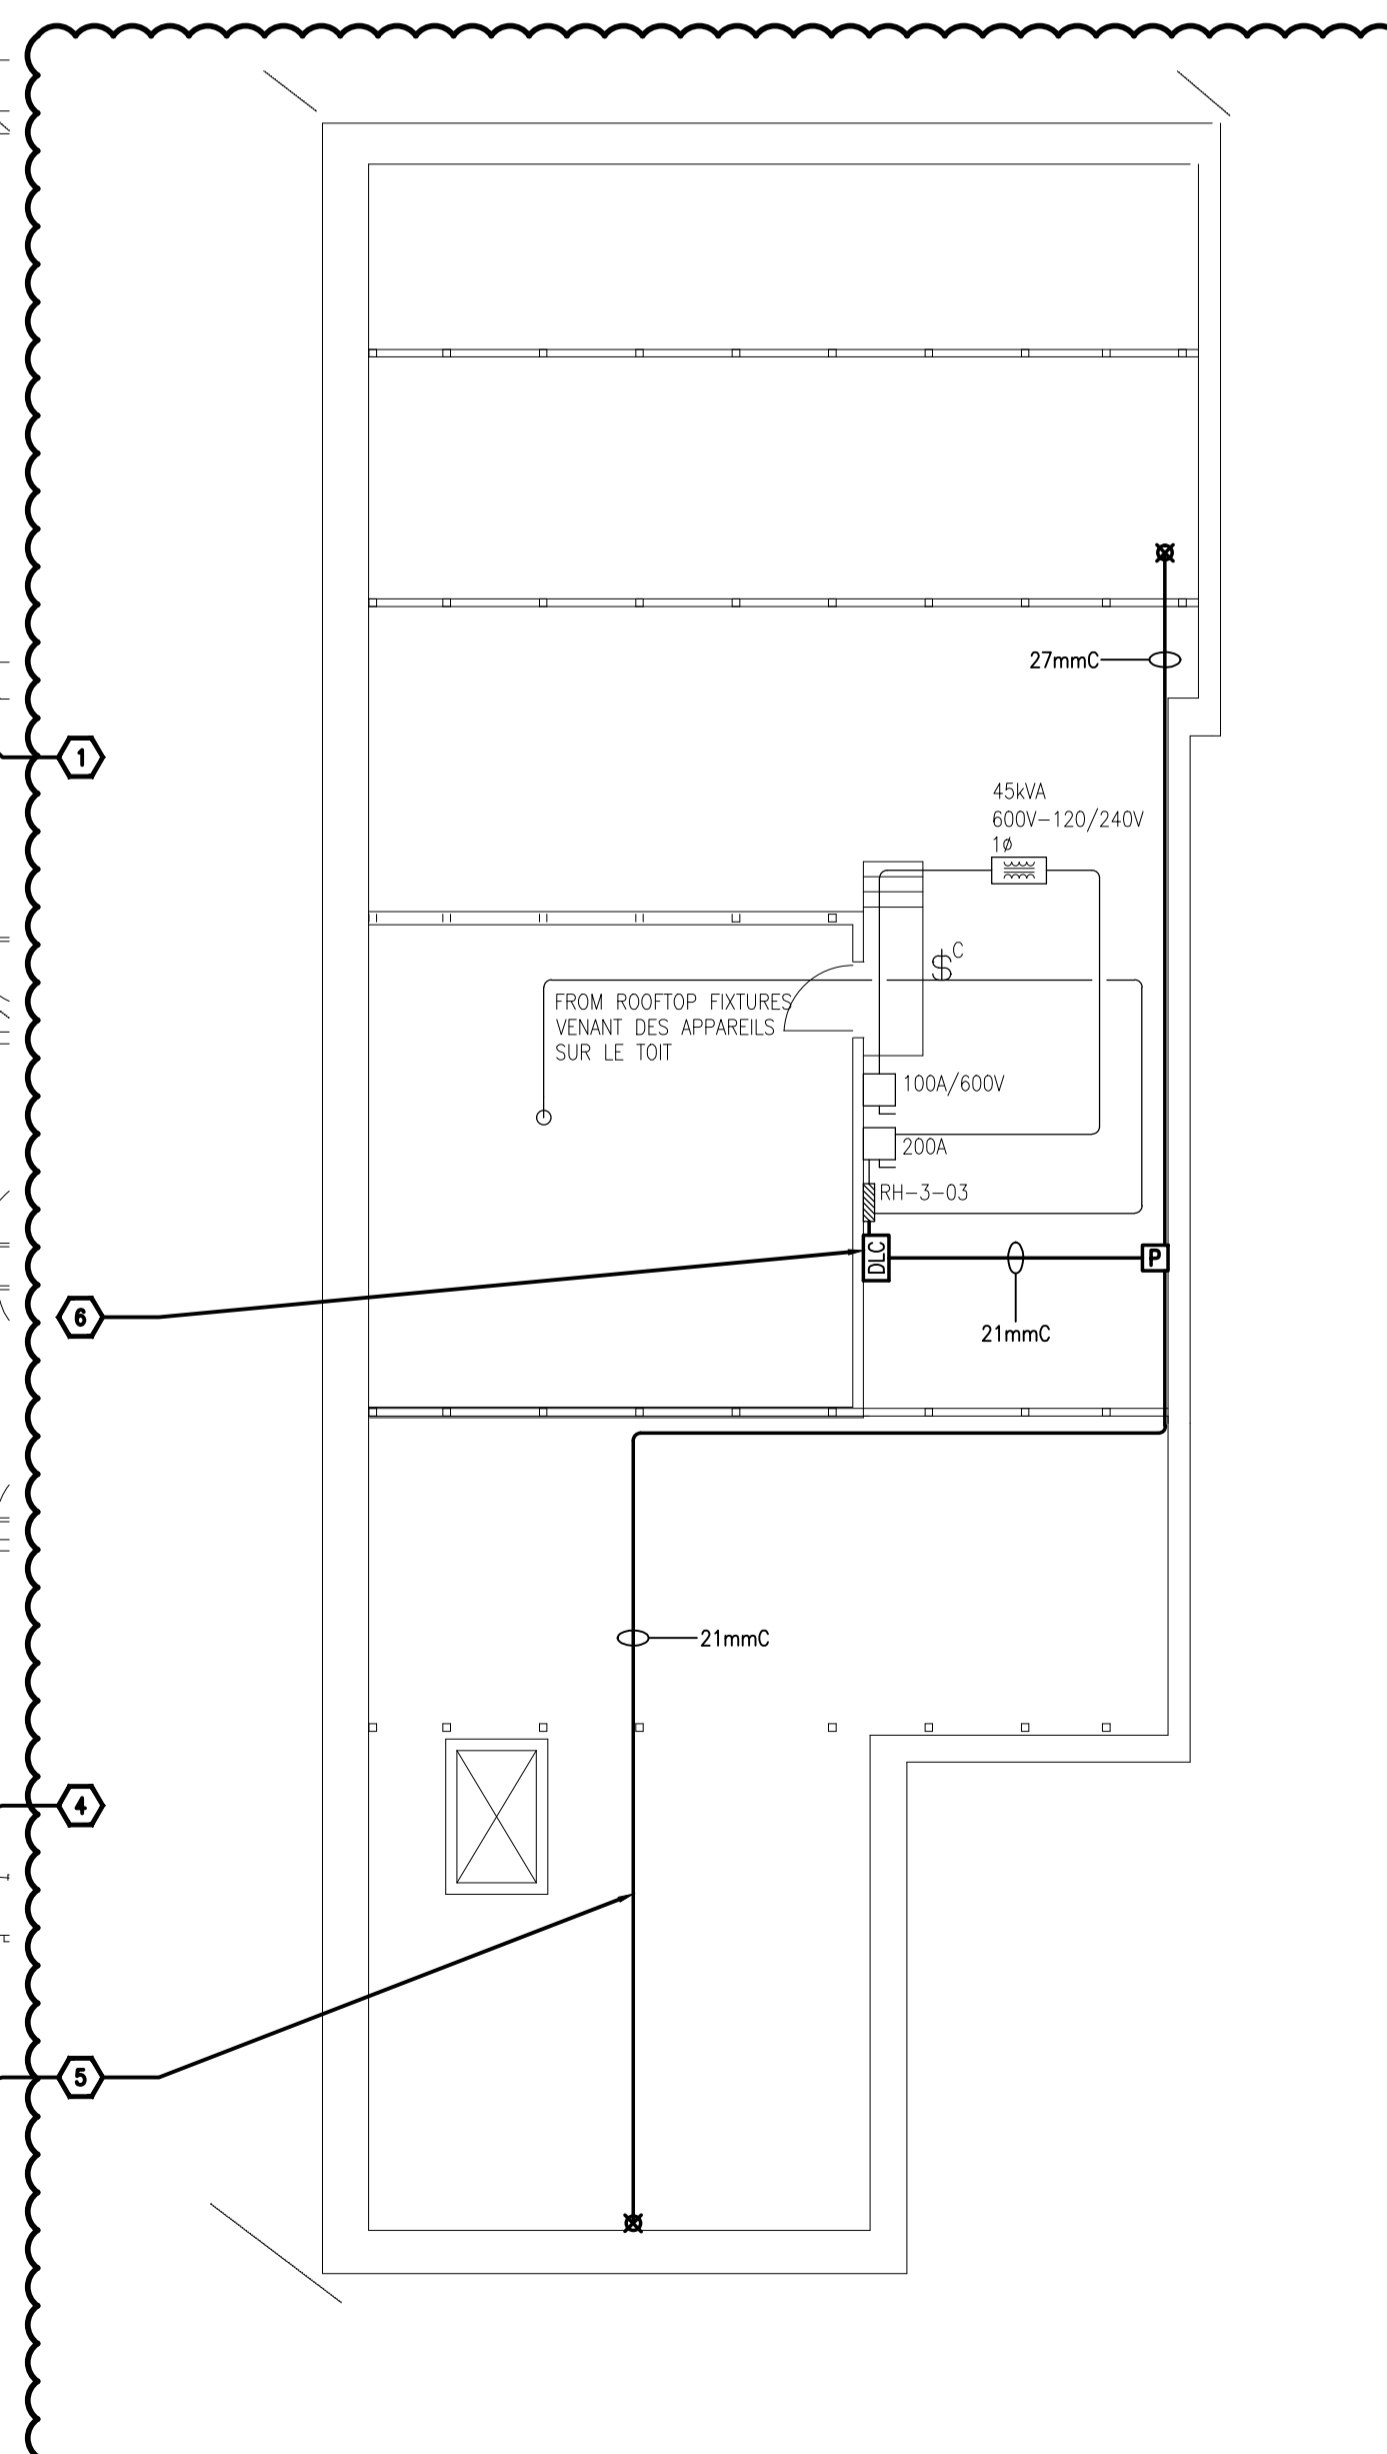 27mmC
1
45kVA
600V-120/240V
1ø
$C
FROM ROOFTOP FIXTURES
VENANT DES APPAREILS
SUR LE TOIT
100A/600V
200A
RH-3-03
DLC
P
6
21mmC
21mmC
4
5